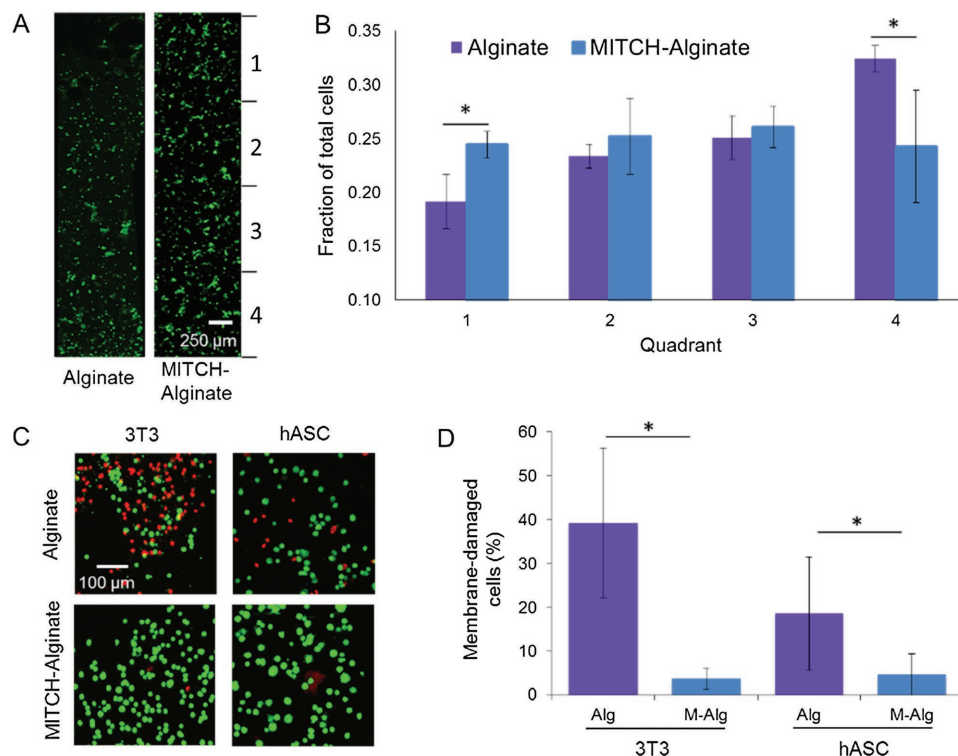 A
1
2
3
4
250 µm
Alginate
MITCH-
Alginate
B
Alginate
MITCH-Alginate
Fraction of total cells
0.35
0.30
0.25
0.20
0.15
0.10
*
*
1
2
3
4
Quadrant
C
3T3
hASC
Alginate
100 µm
MITCH-Alginate
D
Membrane-damaged
cells (%)
60
50
40
30
20
10
0
*
*
Alg
M-Alg
Alg
M-Alg
3T3
hASC